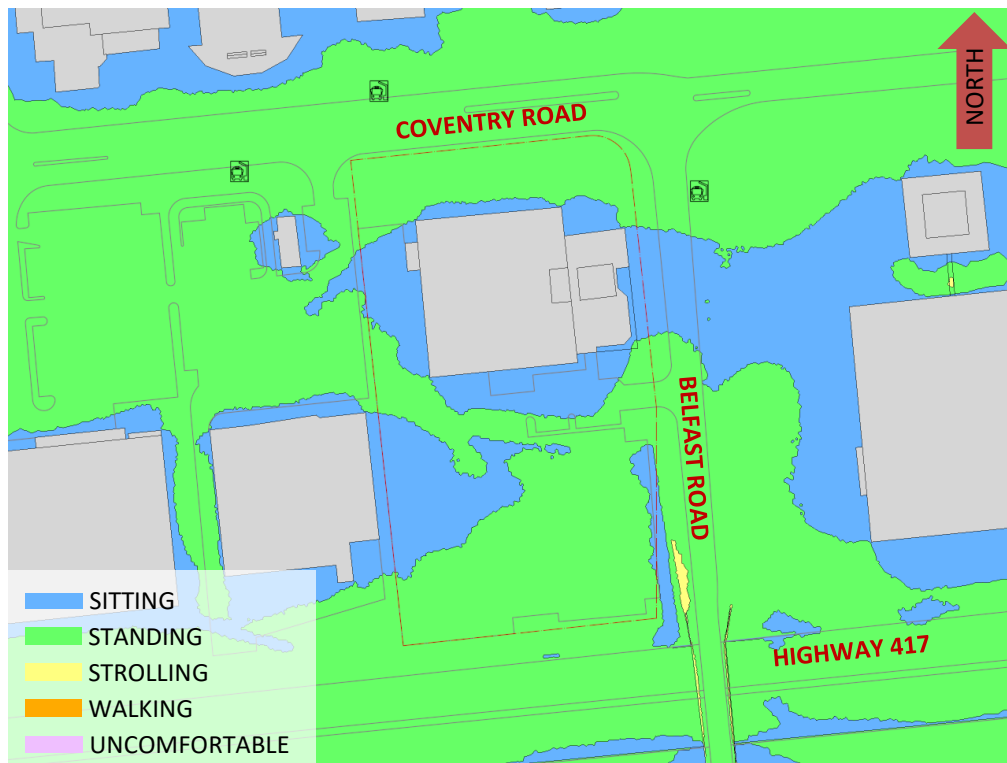 NORTH
COVENTRY ROAD
BELFAST ROAD
HIGHWAY 417
SITTING
STANDING
STROLLING
WALKING
UNCOMFORTABLE